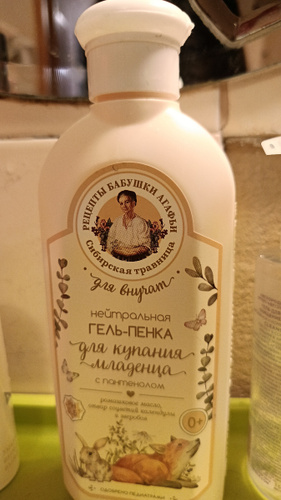 РЕЦЕПТЫ БАБУШКИ АГАФЬИ
Сибирская травница
для внучат
нейтральная
ГЕЛЬ-ПЕНКА
для купания
младенца
с пантенолом
0+